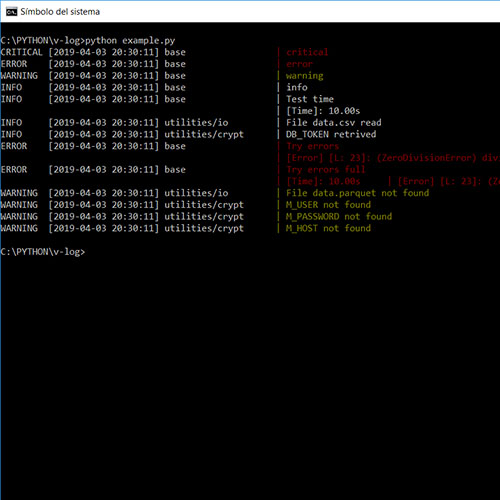 Símbolo del sistema
C:\PYTHON\v-log>python example.py
CRITICAL [2019-04-03 20:30:11] base | critical
ERROR [2019-04-03 20:30:11] base | error
WARNING [2019-04-03 20:30:11] base | warning
INFO [2019-04-03 20:30:11] base | info
INFO [2019-04-03 20:30:11] base | Test time
| [Time]: 10.00s
INFO [2019-04-03 20:30:11] utilities/io | File data.csv read
INFO [2019-04-03 20:30:11] utilities/crypt | DB_TOKEN retrived
ERROR [2019-04-03 20:30:11] base | Try errors
| [Error] [L: 23]: (ZeroDivisionError) div
ERROR [2019-04-03 20:30:11] base | Try errors full
| [Time]: 10.00s | [Error] [L: 23]: (Ze
WARNING [2019-04-03 20:30:11] utilities/io | File data.parquet not found
WARNING [2019-04-03 20:30:11] utilities/crypt | M_USER not found
WARNING [2019-04-03 20:30:11] utilities/crypt | M_PASSWORD not found
WARNING [2019-04-03 20:30:11] utilities/crypt | M_HOST not found
C:\PYTHON\v-log>